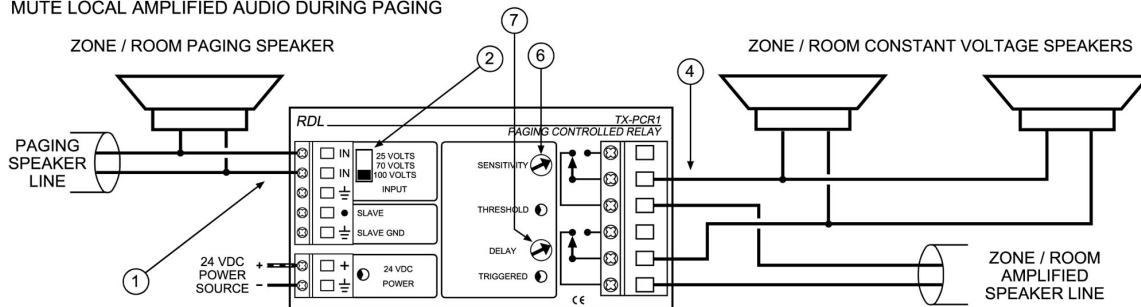 MUTE LOCAL AMPLIFIED AUDIO DURING PAGING
7
ZONE / ROOM PAGING SPEAKER
2
6
4
ZONE / ROOM CONSTANT VOLTAGE SPEAKERS
RDL
TX-PCR1
PAGING CONTROLLED RELAY
PAGING
SPEAKER
LINE
IN
IN
25 VOLTS
70 VOLTS
100 VOLTS
INPUT
SLAVE
SLAVE GND
SENSITIVITY
THRESHOLD
DELAY
TRIGGERED
1
24 VDC
POWER
SOURCE
+
-
+
24 VDC
POWER
CE
ZONE / ROOM
AMPLIFIED
SPEAKER LINE